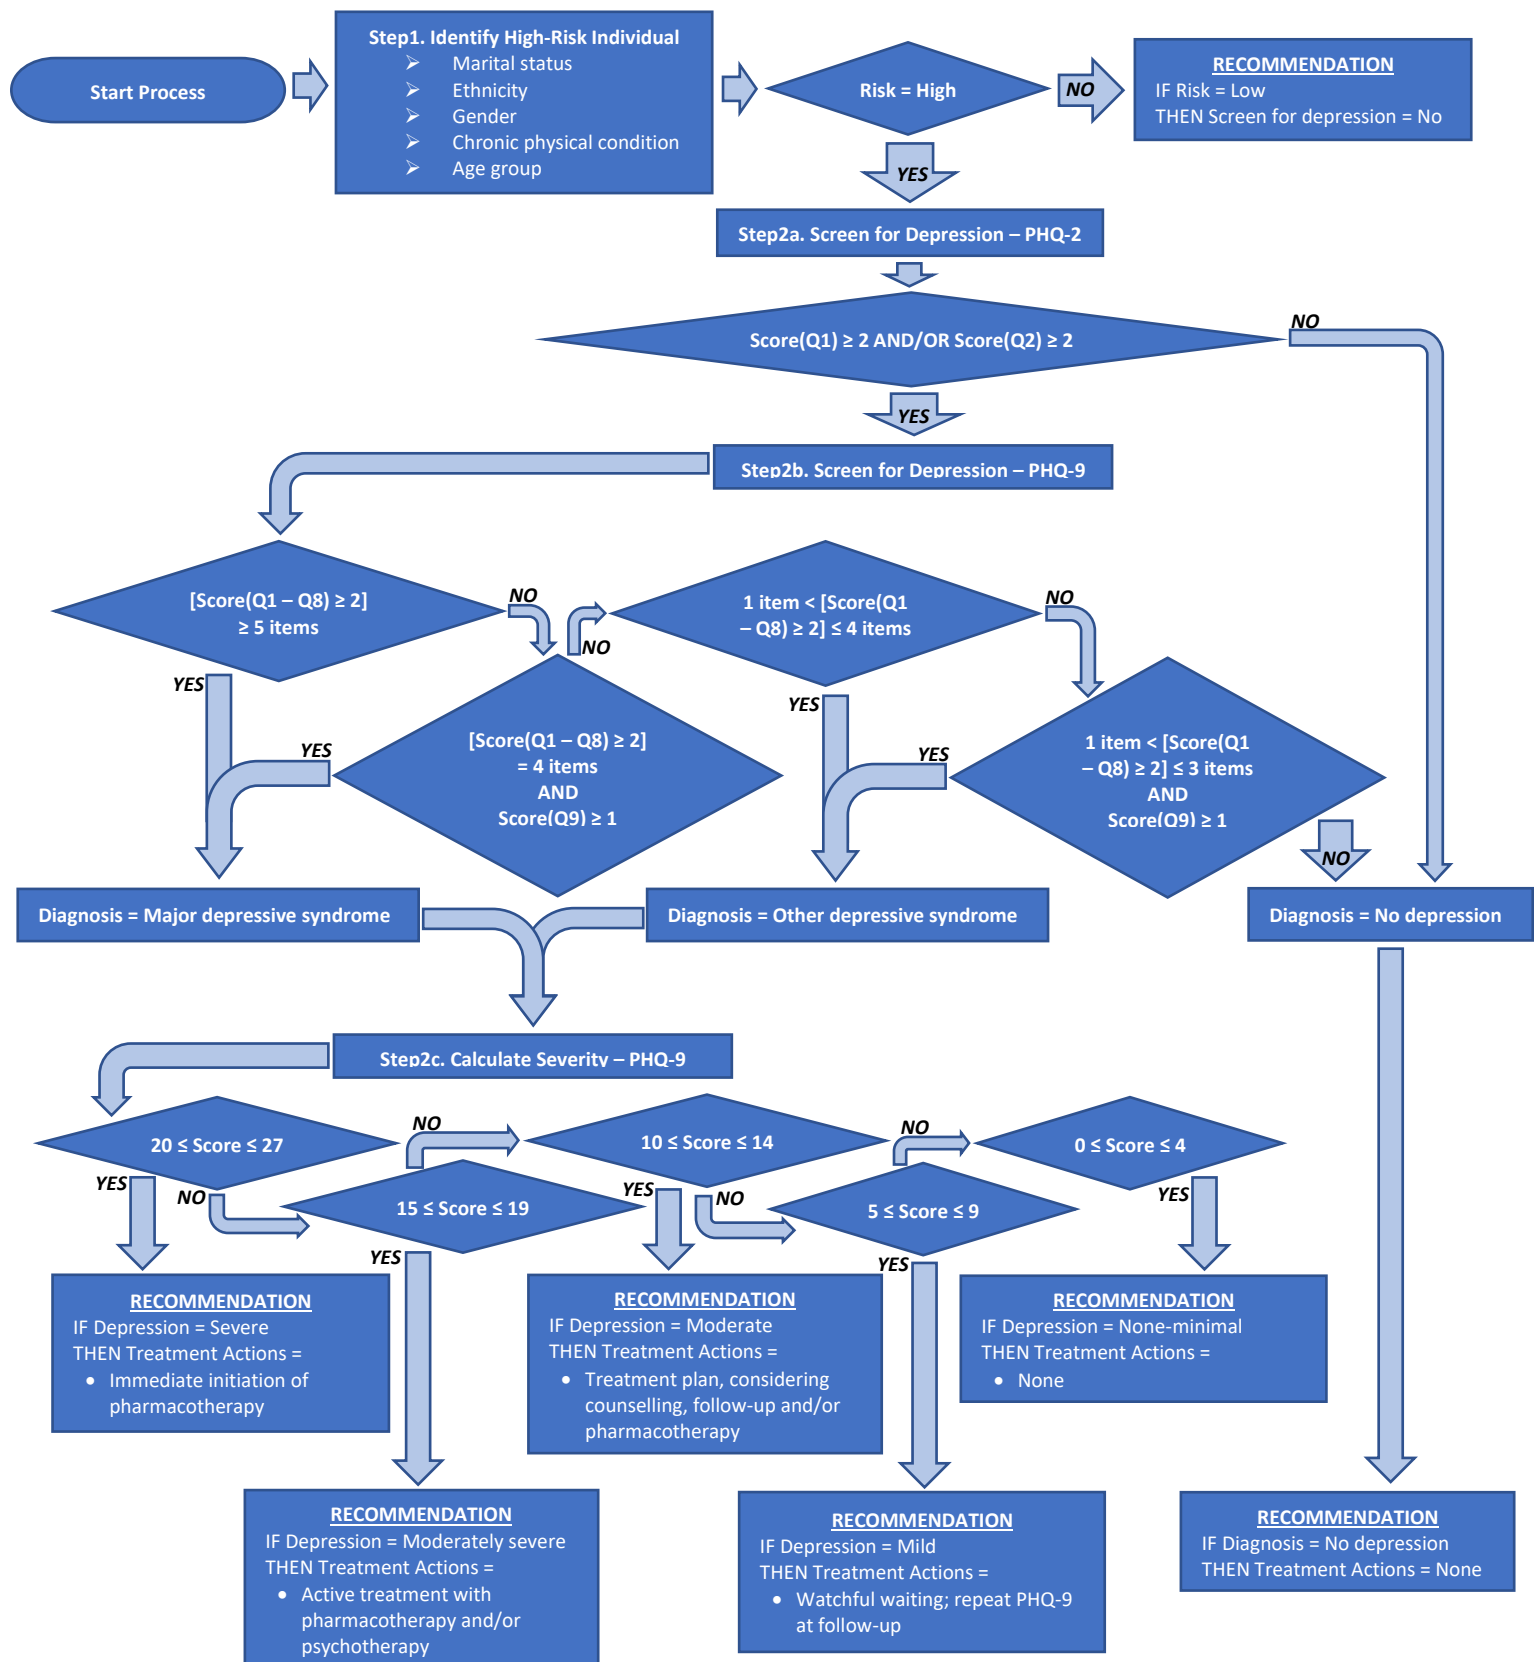 Start Process
Step1. Identify High-Risk Individual
➢ Marital status
➢ Ethnicity
➢ Gender
➢ Chronic physical condition
➢ Age group
Risk = High
NO
RECOMMENDATION
IF Risk = Low
THEN Screen for depression = No
YES
Step2a. Screen for Depression – PHQ-2
Score(Q1) ≥ 2 AND/OR Score(Q2) ≥ 2
NO
YES
Step2b. Screen for Depression – PHQ-9
[Score(Q1 – Q8) ≥ 2]
≥ 5 items
NO
YES
[Score(Q1 – Q8) ≥ 2]
= 4 items
AND
Score(Q9) ≥ 1
NO
YES
1 item < [Score(Q1
– Q8) ≥ 2] ≤ 4 items
NO
YES
1 item < [Score(Q1
– Q8) ≥ 2] ≤ 3 items
AND
Score(Q9) ≥ 1
YES
NO
Diagnosis = Major depressive syndrome
Diagnosis = Other depressive syndrome
Diagnosis = No depression
Step2c. Calculate Severity – PHQ-9
20 ≤ Score ≤ 27
YES
NO
15 ≤ Score ≤ 19
NO
YES
10 ≤ Score ≤ 14
YES
NO
5 ≤ Score ≤ 9
NO
YES
0 ≤ Score ≤ 4
YES
RECOMMENDATION
IF Depression = Severe
THEN Treatment Actions =
• Immediate initiation of
pharmacotherapy
RECOMMENDATION
IF Depression = Moderate
THEN Treatment Actions =
• Treatment plan, considering
counselling, follow-up and/or
pharmacotherapy
RECOMMENDATION
IF Depression = None-minimal
THEN Treatment Actions =
• None
RECOMMENDATION
IF Depression = Moderately severe
THEN Treatment Actions =
• Active treatment with
pharmacotherapy and/or
psychotherapy
RECOMMENDATION
IF Depression = Mild
THEN Treatment Actions =
• Watchful waiting; repeat PHQ-9
at follow-up
RECOMMENDATION
IF Diagnosis = No depression
THEN Treatment Actions = None